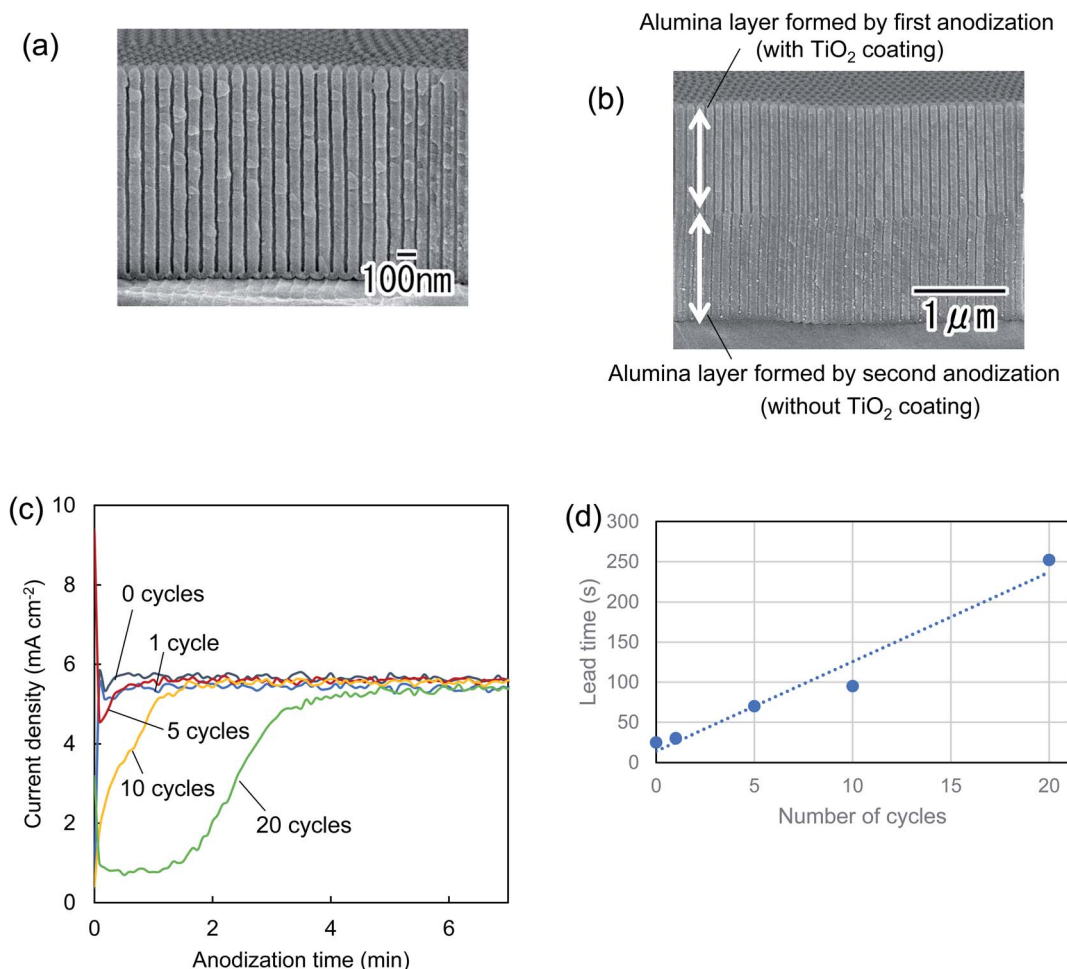 (a)
100nm
Alumina layer formed by first anodization
(with TiO₂ coating)
(b)
1 μm
Alumina layer formed by second anodization
(without TiO₂ coating)
(c)
Current density (mA cm⁻²)
10
8
6
4
2
0
0 cycles
1 cycle
5 cycles
10 cycles
20 cycles
0 2 4 6
Anodization time (min)
(d)
Lead time (s)
300
250
200
150
100
50
0
0 5 10 15 20
Number of cycles